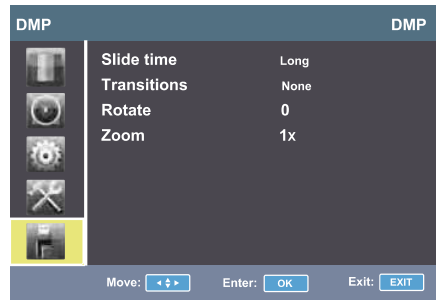 DMP DMP
Slide time Long
Transitions None
Rotate 0
Zoom 1x
Move: Enter: OK Exit: EXIT